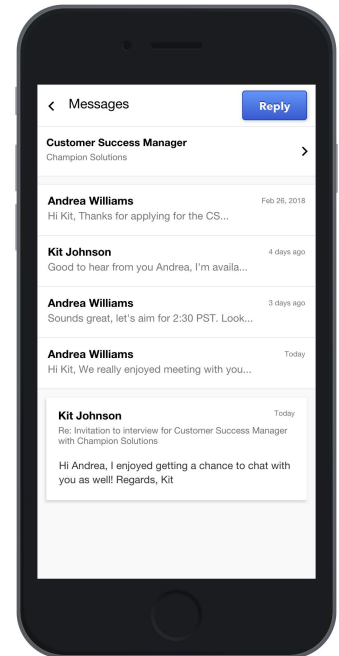 Messages
Reply
Customer Success Manager
Champion Solutions
Andrea Williams
Feb 26, 2018
Hi Kit, Thanks for applying for the CS...
Kit Johnson
4 days ago
Good to hear from you Andrea, I'm availa...
Andrea Williams
3 days ago
Sounds great, let's aim for 2:30 PST. Look...
Andrea Williams
Today
Hi Kit, We really enjoyed meeting with you...
Kit Johnson
Today
Re: Invitation to interview for Customer Success Manager
with Champion Solutions
Hi Andrea, I enjoyed getting a chance to chat with
you as well! Regards, Kit